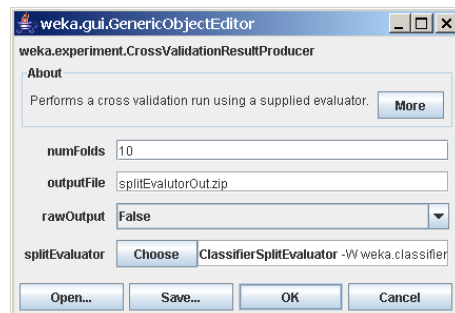 weka.gui.GenericObjectEditor
weka.experiment.CrossValidationResultProducer
About
Performs a cross validation run using a supplied evaluator.
More
numFolds 10
outputFile splitEvalutorOut.zip
rawOutput False
splitEvaluator Choose ClassifierSplitEvaluator -W weka.classifier
Open... Save... OK Cancel